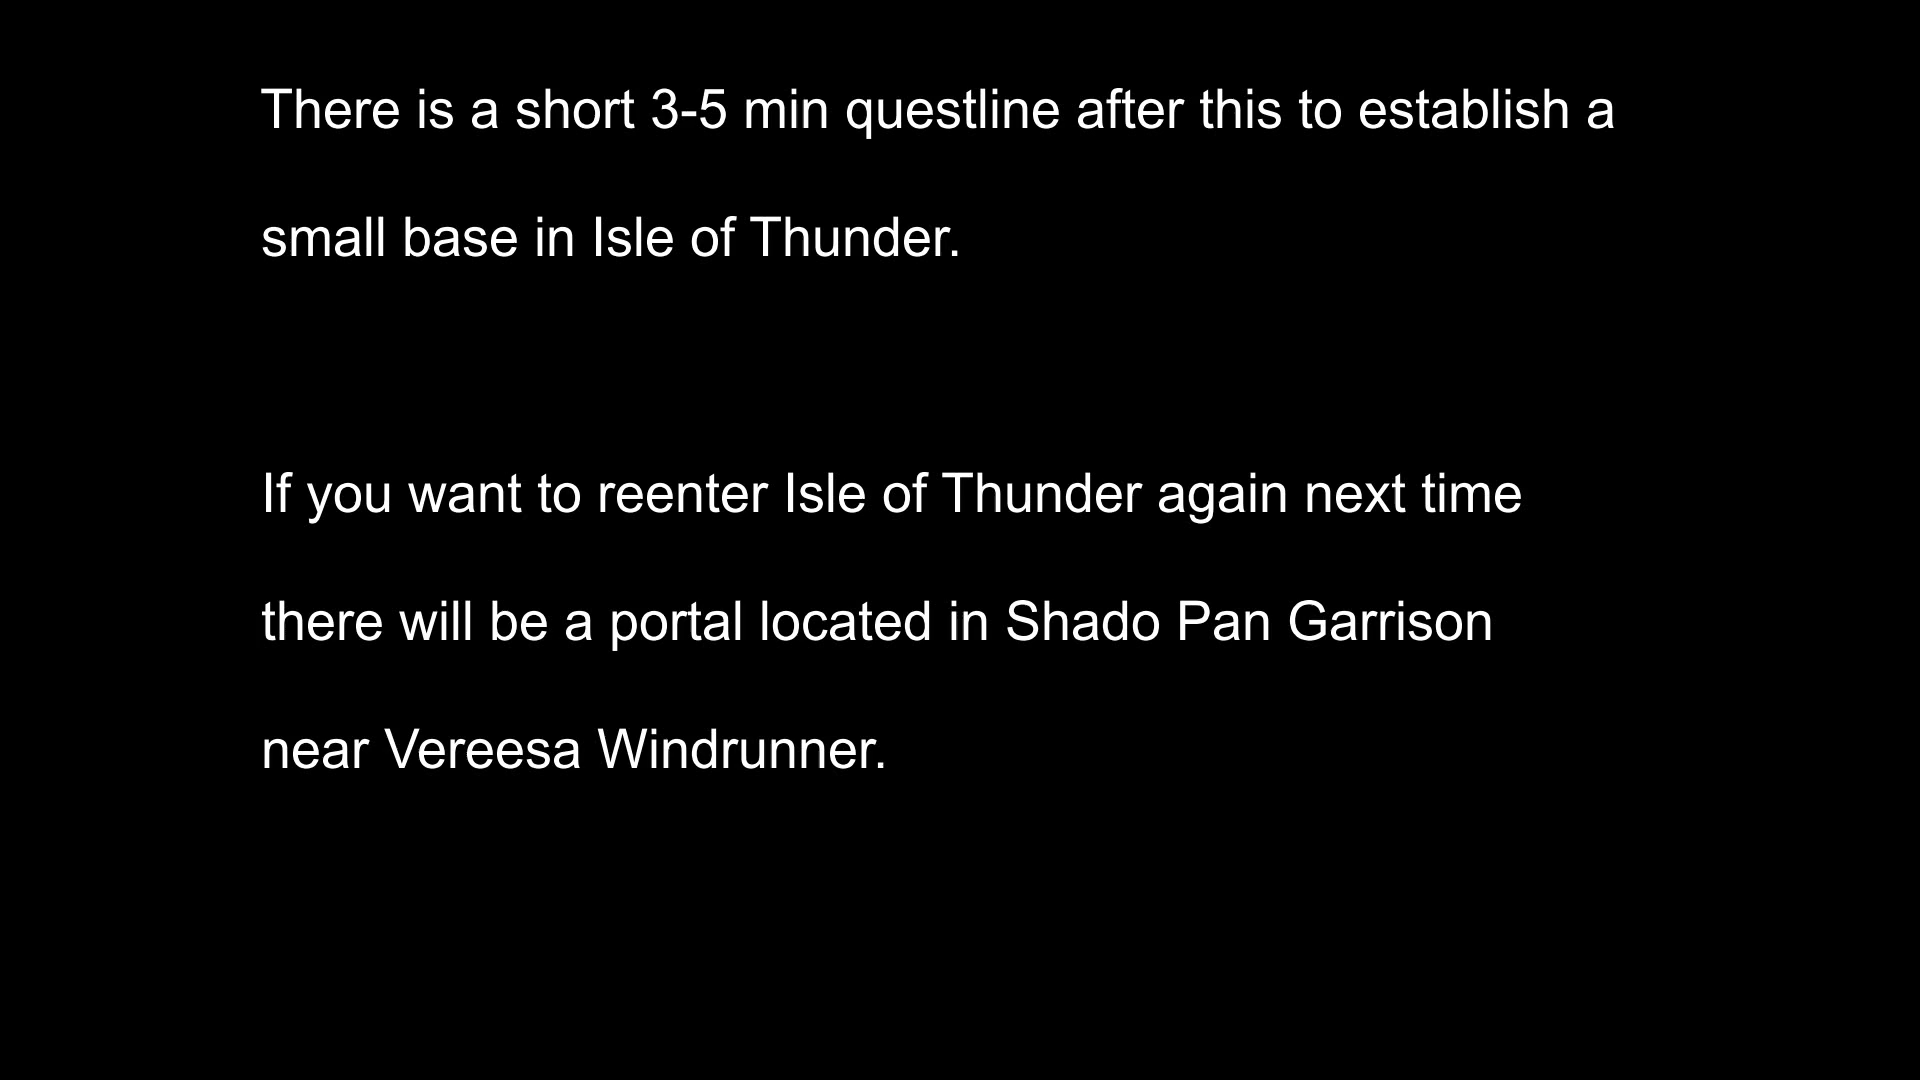 There is a short 3-5 min questline after this to establish a
small base in Isle of Thunder.
If you want to reenter Isle of Thunder again next time
there will be a portal located in Shado Pan Garrison
near Vereesa Windrunner.